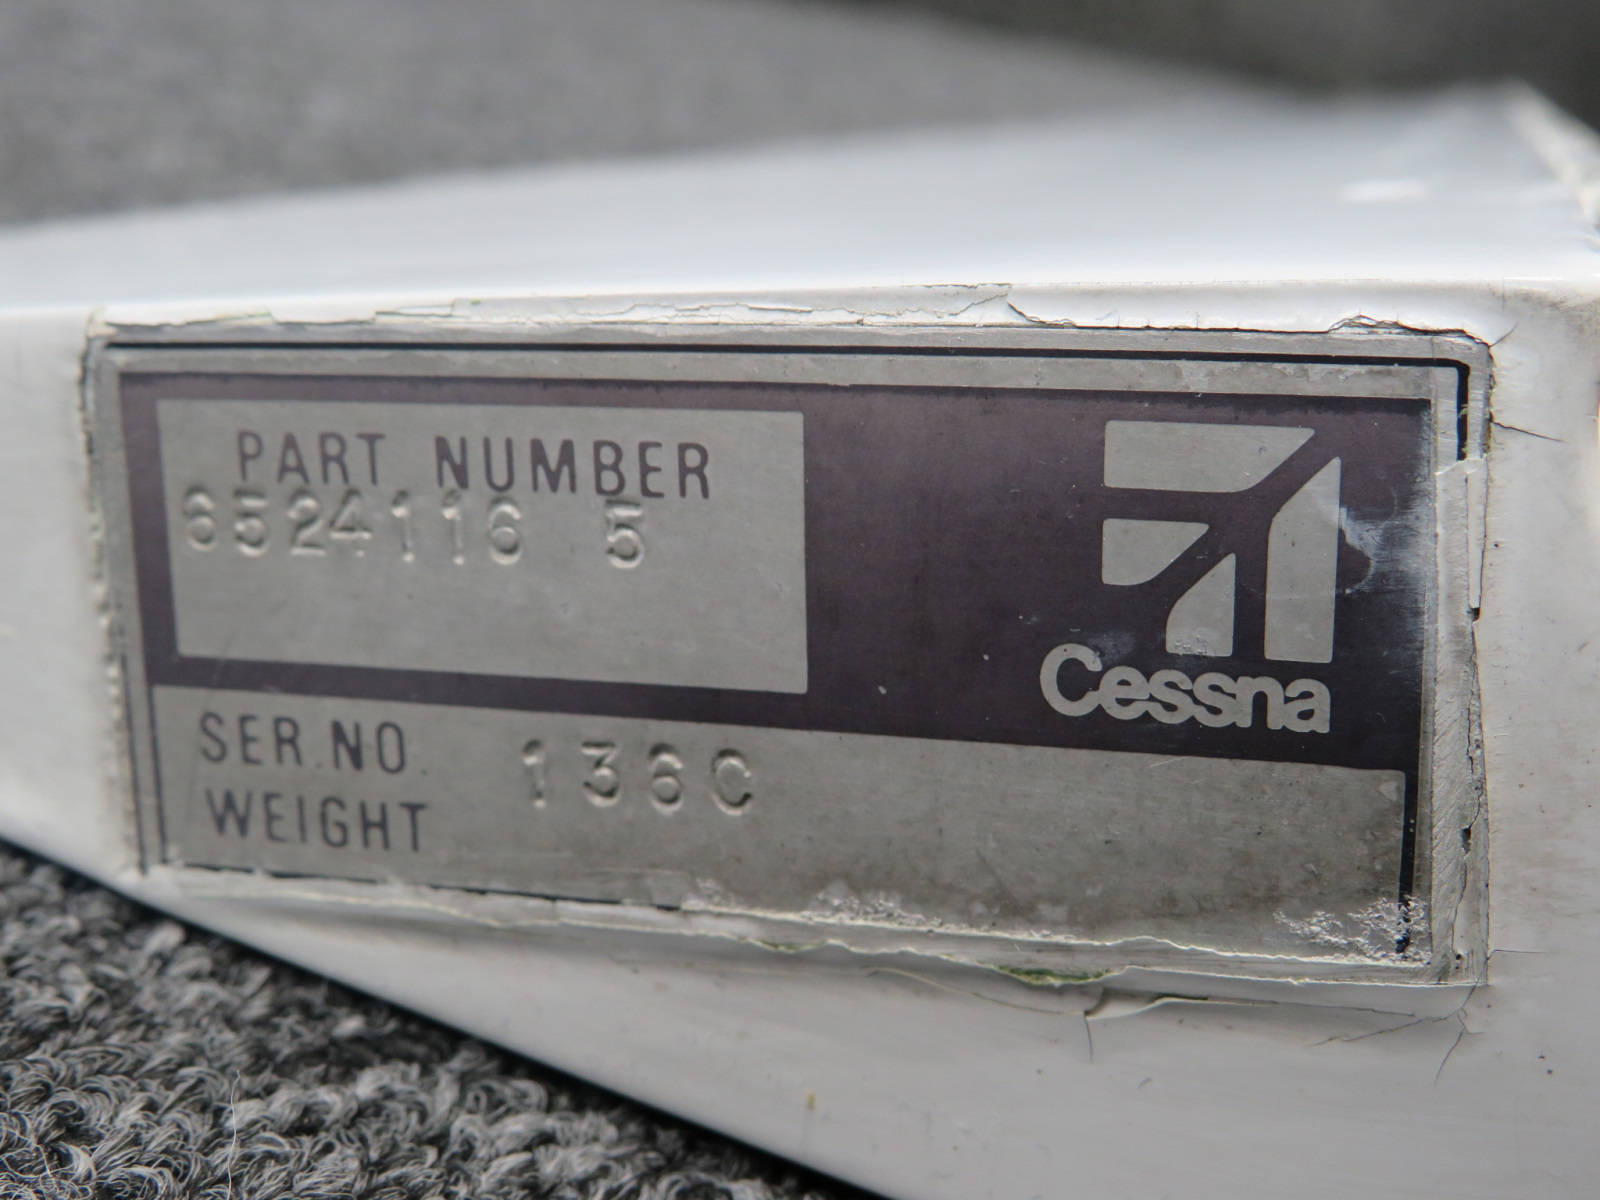 PART NUMBER
6524116 5
Cessna
SER.NO 136C
WEIGHT